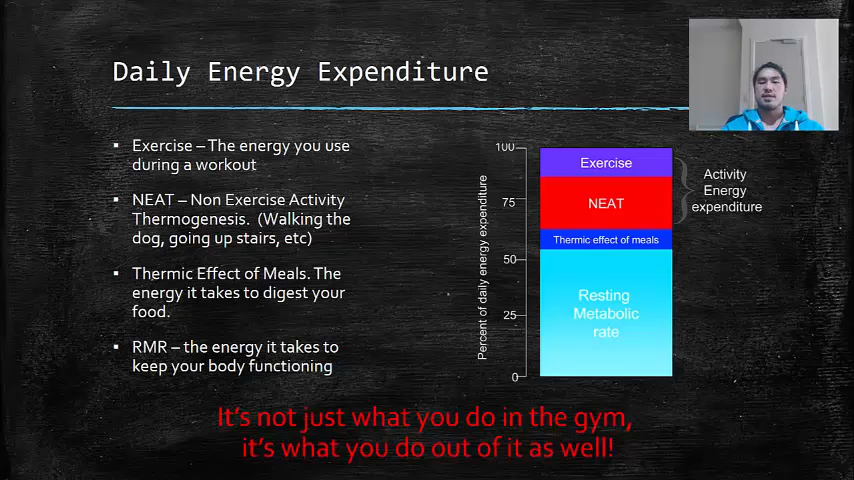 Daily Energy Expenditure
▪ Exercise – The energy you use
during a workout
▪ NEAT – Non Exercise Activity
Thermogenesis. (Walking the
dog, going up stairs, etc)
▪ Thermic Effect of Meals. The
energy it takes to digest your
food.
▪ RMR – the energy it takes to
keep your body functioning
Percent of daily energy expenditure
100
75
50
25
0
Exercise
NEAT
Thermic effect of meals
Resting
Metabolic
rate
Activity
Energy
expenditure
It's not just what you do in the gym,
it's what you do out of it as well!